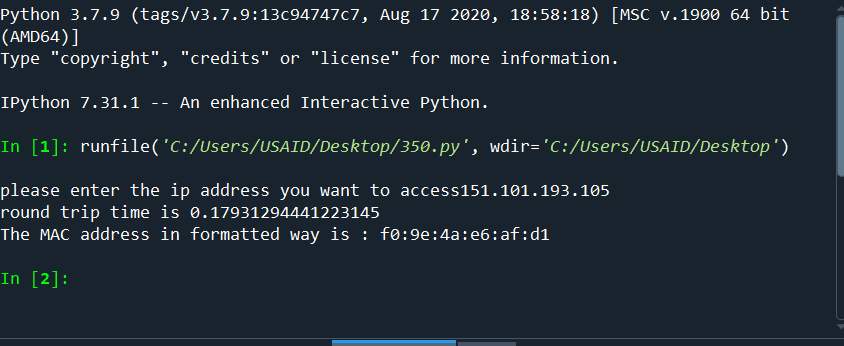 Python 3.7.9 (tags/v3.7.9:13c94747c7, Aug 17 2020, 18:58:18) [MSC v.1900 64 bit
(AMD64)]
Type "copyright", "credits" or "license" for more information.
IPython 7.31.1 -- An enhanced Interactive Python.
In [1]: runfile('C:/Users/USAID/Desktop/350.py', wdir='C:/Users/USAID/Desktop')
please enter the ip address you want to access151.101.193.105
round trip time is 0.17931294441223145
The MAC address in formatted way is : f0:9e:4a:e6:af:d1
In [2]: